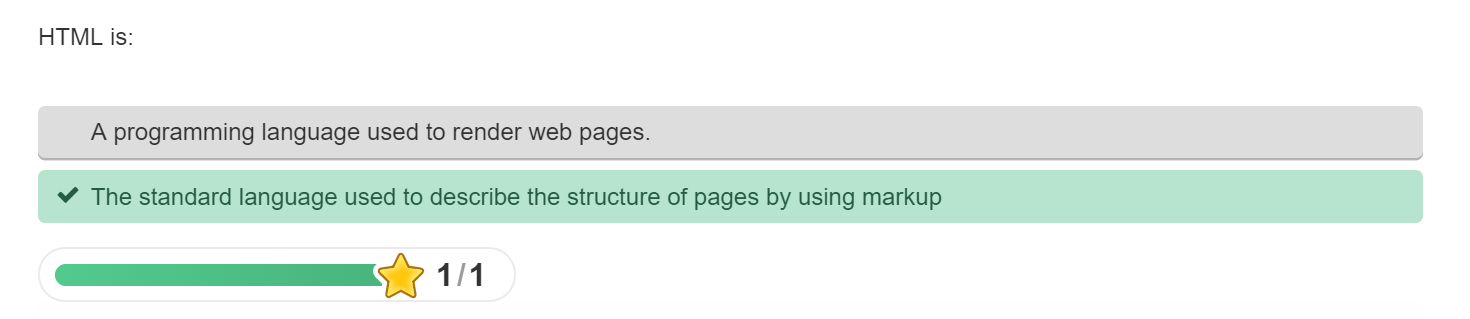 HTML is:
A programming language used to render web pages.
The standard language used to describe the structure of pages by using markup
1/1